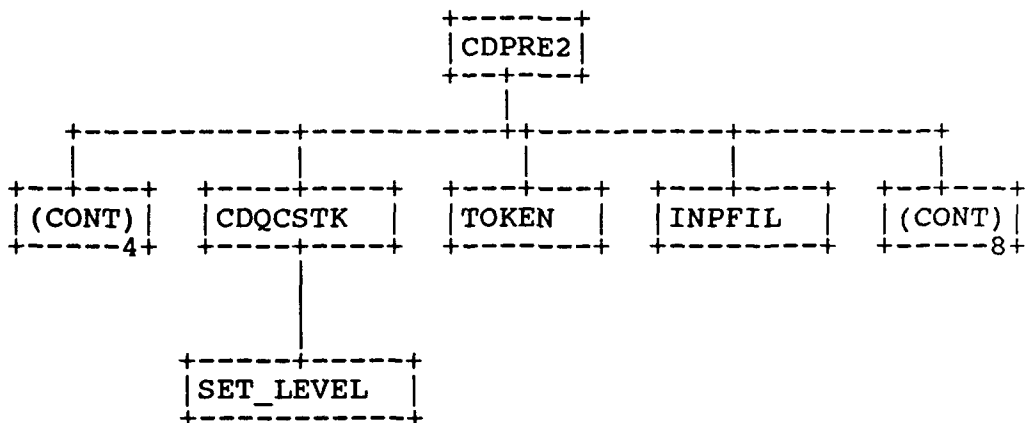 CDPRE2
(CONT) CDQCSTK TOKEN INPFIL (CONT)
4 8
SET_LEVEL